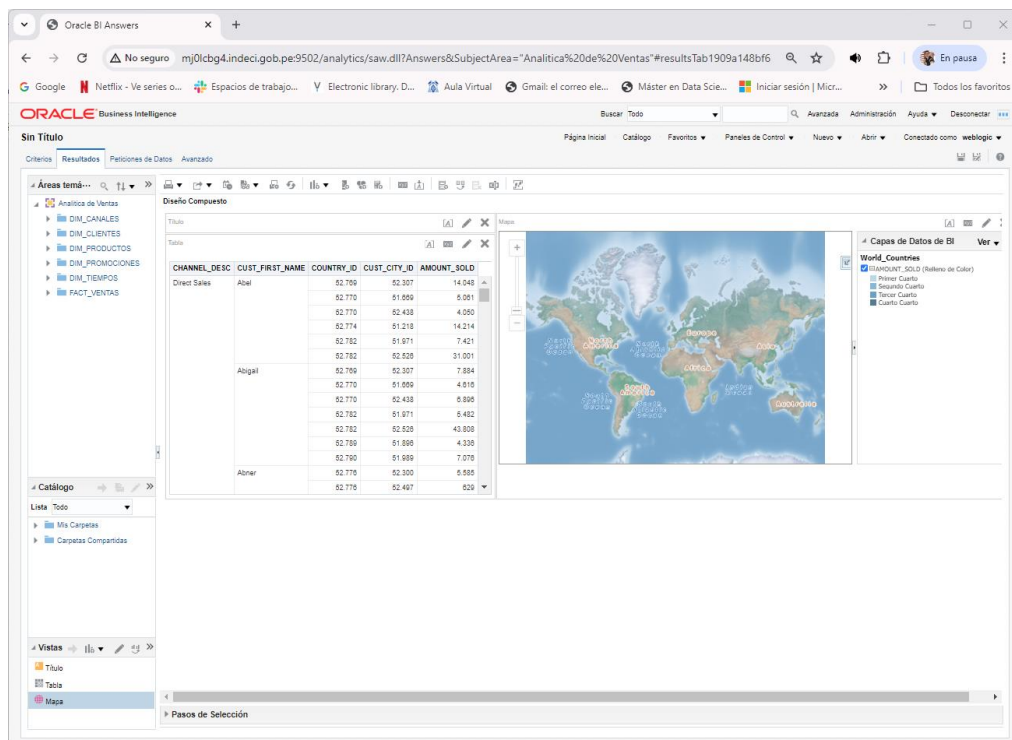 Oracle BI Answers
No seguro mj0lcbg4.indeci.gob.pe:9502/analytics/saw.dll?Answers&SubjectArea="Analitica%20de%20Ventas"#resultsTab1909a148bf6 En pausa
Google Netflix - Ve series o... Espacios de trabajo... Electronic library. D... Aula Virtual Gmail: el correo ele... Máster en Data Scie... Iniciar sesión | Micr... » Todos los favoritos
ORACLE Business Intelligence Buscar Todo Avanzada Administración Ayuda Desconectar
Sin Título Página Inicial Catálogo Favoritos Paneles de Control Nuevo Abrir Conectado como weblogic
Criterios Resultados Peticiones de Datos Avanzado
Áreas temá... »
Analitica de Ventas
DIM_CANALES
DIM_CLIENTES
DIM_PRODUCTOS
DIM_PROMOCIONES
DIM_TIEMPOS
FACT_VENTAS
Diseño Compuesto
Título
Tabla
CHANNEL_DESC CUST_FIRST_NAME COUNTRY_ID CUST_CITY_ID AMOUNT_SOLD
Direct Sales Abel 52.769 52.307 14.048
52.770 51.669 5.061
52.770 52.438 4.050
52.774 51.218 14.214
52.782 51.971 7.421
52.782 52.526 31.001
Abigail 52.769 52.307 7.884
52.770 51.669 4.616
52.770 52.438 6.896
52.782 51.971 5.482
52.782 52.526 43.808
52.789 51.896 4.336
52.790 51.989 7.076
Abner 52.776 52.300 5.585
52.776 52.497 629
Mapa
North America
Europe
Asia
Africa
South America
Australia
Capas de Datos de BI Ver
World_Countries
AMOUNT_SOLD (Relleno de Color)
Primer Cuarto
Segundo Cuarto
Tercer Cuarto
Cuarto Cuarto
Catálogo »
Lista Todo
Mis Carpetas
Carpetas Compartidas
Vistas »
Título
Tabla
Mapa
Pasos de Selección